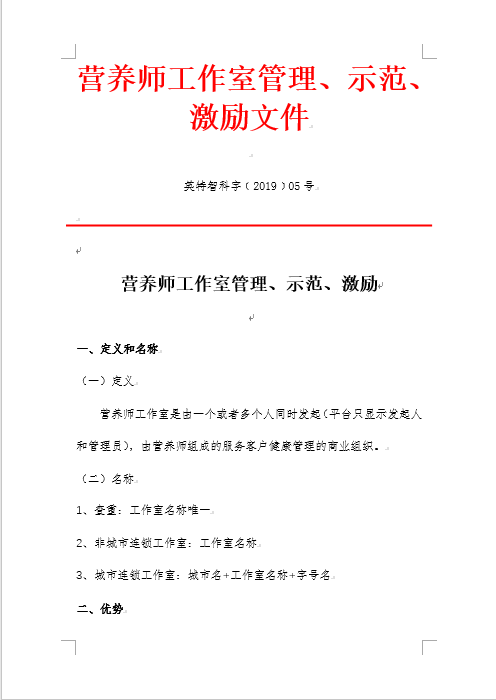 营养师工作室管理、示范、
激励文件
英特智科字﹝2019﹞05号
营养师工作室管理、示范、激励
一、定义和名称
（一）定义
营养师工作室是由一个或者多个人同时发起（平台只显示发起人
和管理员），由营养师组成的服务客户健康管理的商业组织。
（二）名称
1、查重：工作室名称唯一
2、非城市连锁工作室：工作室名称
3、城市连锁工作室：城市名+工作室名称+字号名
二、优势